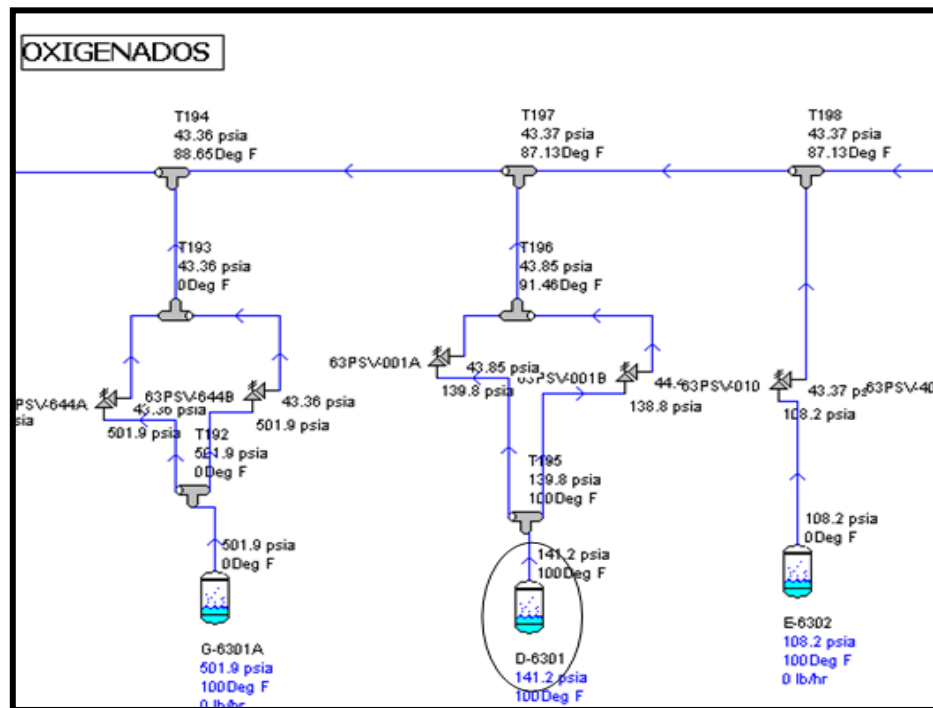 OXIGENADOS
T194
43.36 psia
88.65Deg F
T197
43.37 psia
87.13Deg F
T198
43.37 psia
87.13Deg F
T193
43.36 psia
0Deg F
T196
43.85 psia
91.46Deg F
63PSV-001A
43.85 psia
139.8 psia
63PSV-001B
138.8 psia
63PSV-010
43.37
108.2 psia
63PSV-644B
43.36 psia
501.9 psia
43.36 psia
501.9 psia
T192
501.9 psia
0Deg F
T195
139.8 psia
100Deg F
501.9 psia
0Deg F
141.2 psia
100Deg F
108.2 psia
0Deg F
G-6301A
501.9 psia
100Deg F
0 lb/hr
D-6301
141.2 psia
100Deg F
E-6302
108.2 psia
100Deg F
0 lb/hr